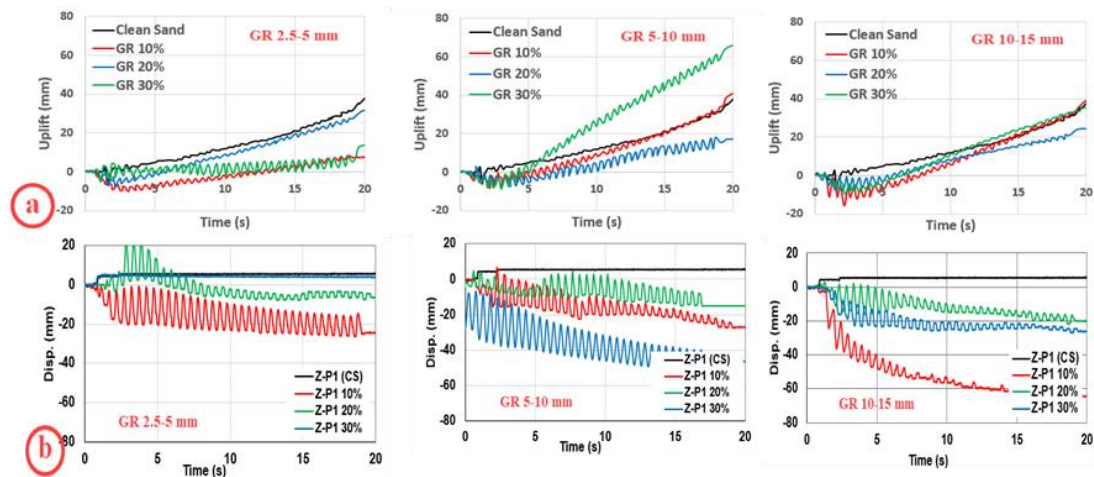 a
80
60
40
20
0
-20
Uplift (mm)
Clean Sand
GR 10%
GR 20%
GR 30%
GR 2.5-5 mm
0 5 10 15 20
Time (s)
80
60
40
20
0
-20
Uplift (mm)
Clean Sand
GR 10%
GR 20%
GR 30%
GR 5-10 mm
0 5 10 15 20
Time (s)
80
60
40
20
0
-20
Uplift (mm)
Clean Sand
GR 10%
GR 20%
GR 30%
GR 10-15 mm
0 5 10 15 20
Time (s)
b
20
0
-20
-40
-60
-80
Disp. (mm)
Z-P1 (CS)
Z-P1 10%
Z-P1 20%
Z-P1 30%
GR 2.5-5 mm
0 5 10 15 20
Time (s)
20
0
-20
-40
-60
-80
Disp. (mm)
Z-P1 (CS)
Z-P1 10%
Z-P1 20%
Z-P1 30%
GR 5-10 mm
0 5 10 15 20
Time (s)
20
0
-20
-40
-60
-80
Disp. (mm)
Z-P1 (CS)
Z-P1 10%
Z-P1 20%
Z-P1 30%
GR 10-15 mm
0 5 10 15 20
Time (s)